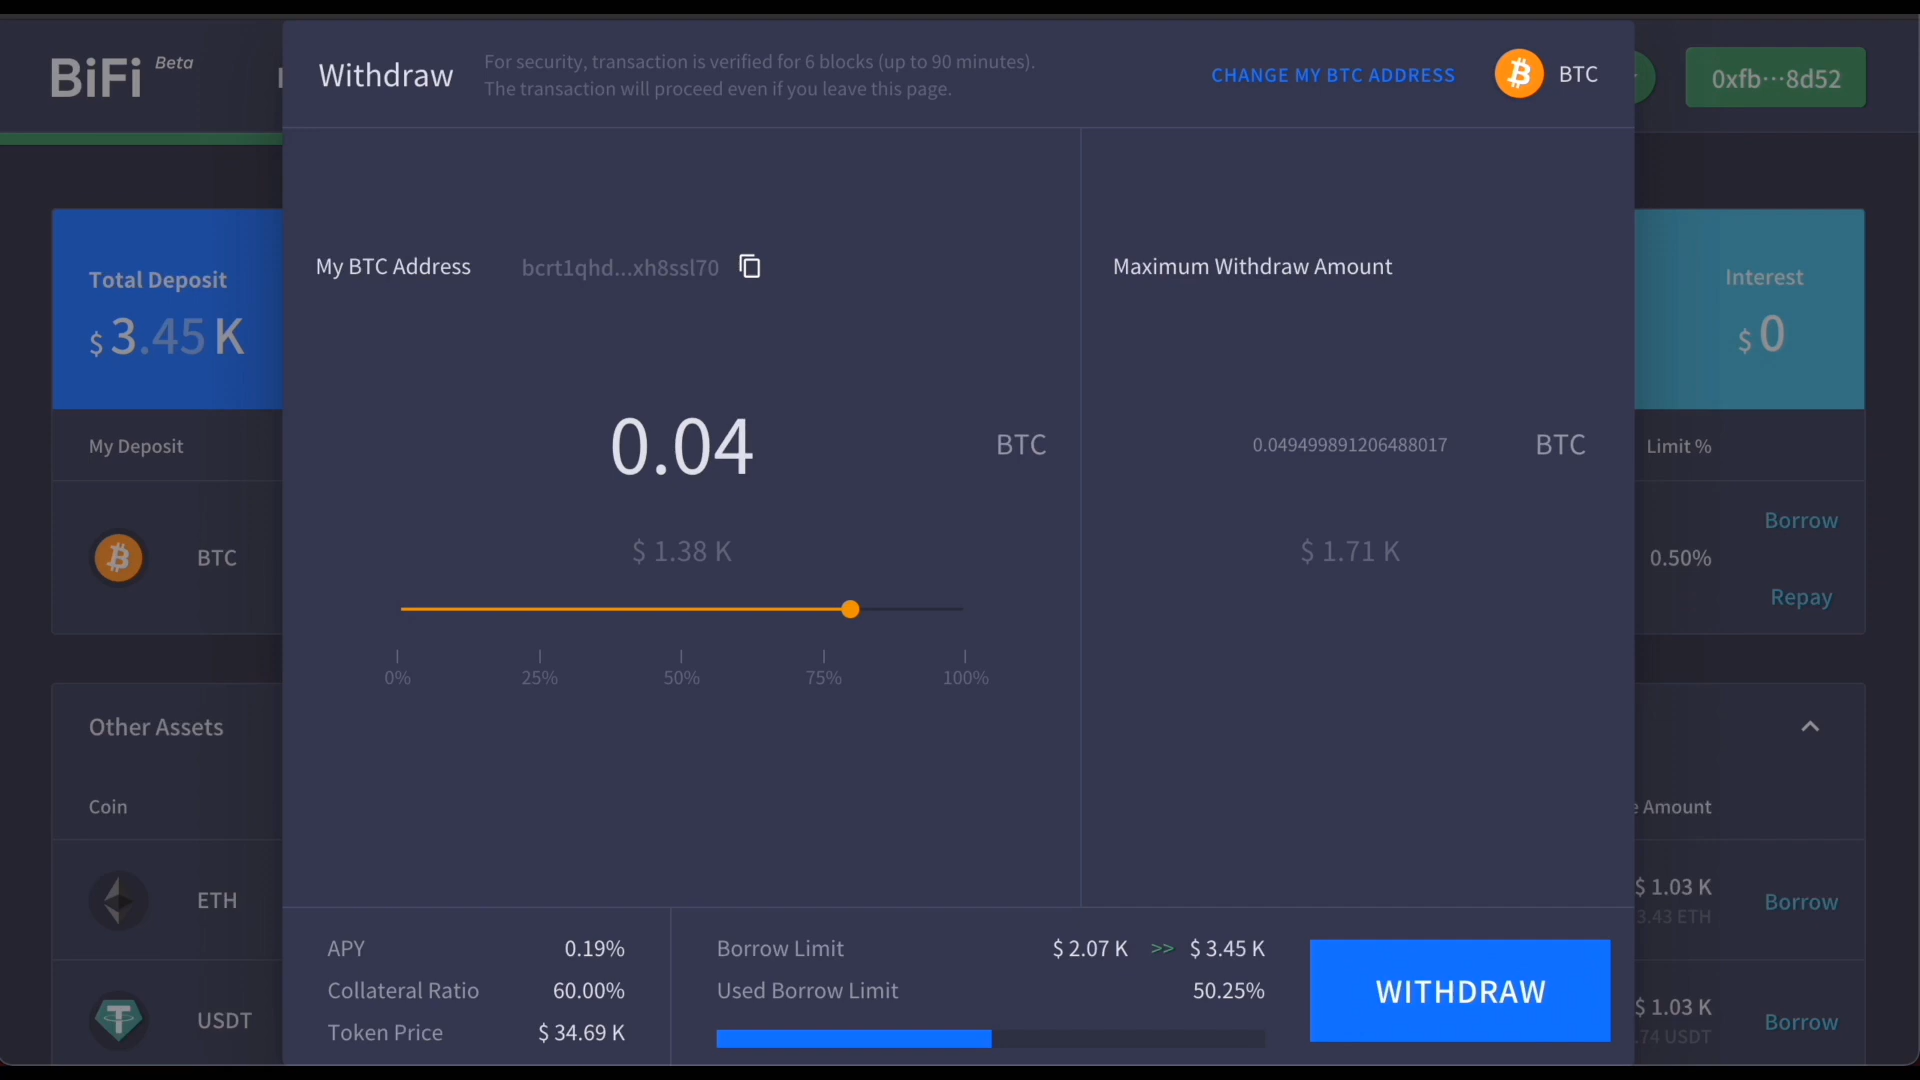 BiFi Beta
Withdraw
For security, transaction is verified for 6 blocks (up to 90 minutes).
The transaction will proceed even if you leave this page.
CHANGE MY BTC ADDRESS
BTC
0xfb···8d52
Total Deposit
$ 3.45 K
My Deposit
BTC
Other Assets
Coin
ETH
USDT
My BTC Address bcrt1qhd...xh8ssl70
0.04 BTC
$ 1.38 K
0% 25% 50% 75% 100%
Maximum Withdraw Amount
0.049499891206488017 BTC
$ 1.71 K
APY 0.19%
Collateral Ratio 60.00%
Token Price $ 34.69 K
Borrow Limit $ 2.07 K >> $ 3.45 K
Used Borrow Limit 50.25%
WITHDRAW
Interest
$ 0
Limit %
Borrow
0.50%
Repay
Amount
$ 1.03 K
3.43 ETH
Borrow
$ 1.03 K
.74 USDT
Borrow